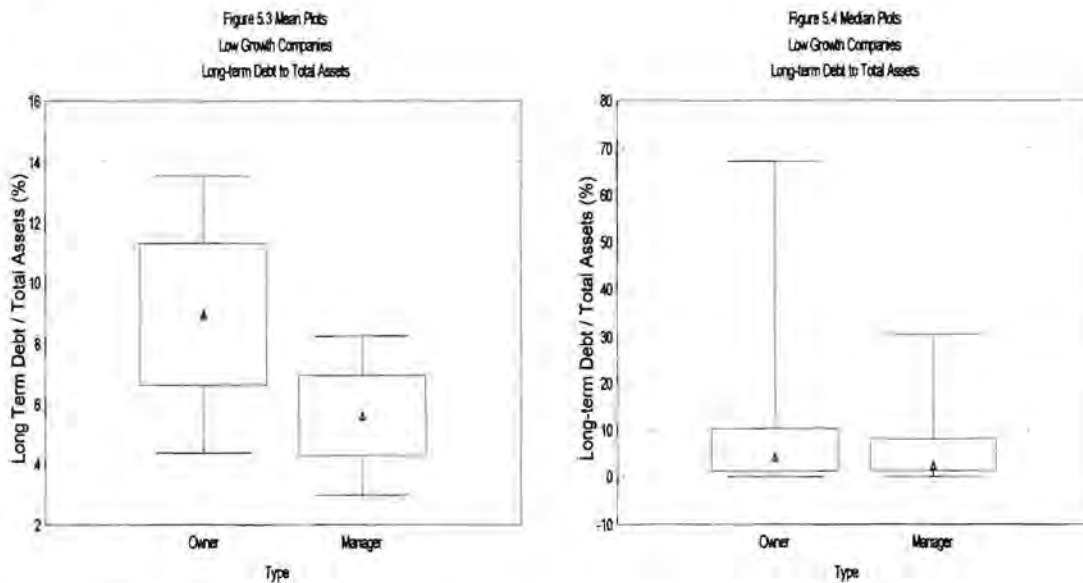 Figure 5.3 Mean Plots
Low Growth Companies
Long-term Debt to Total Assets
Long Term Debt / Total Assets (%)
16
14
12
10
8
6
4
2
Owner
Manager
Type
Figure 5.4 Median Plots
Low Growth Companies
Long-term Debt to Total Assets
Long-term Debt / Total Assets (%)
80
70
60
50
40
30
20
10
0
-10
Owner
Manager
Type